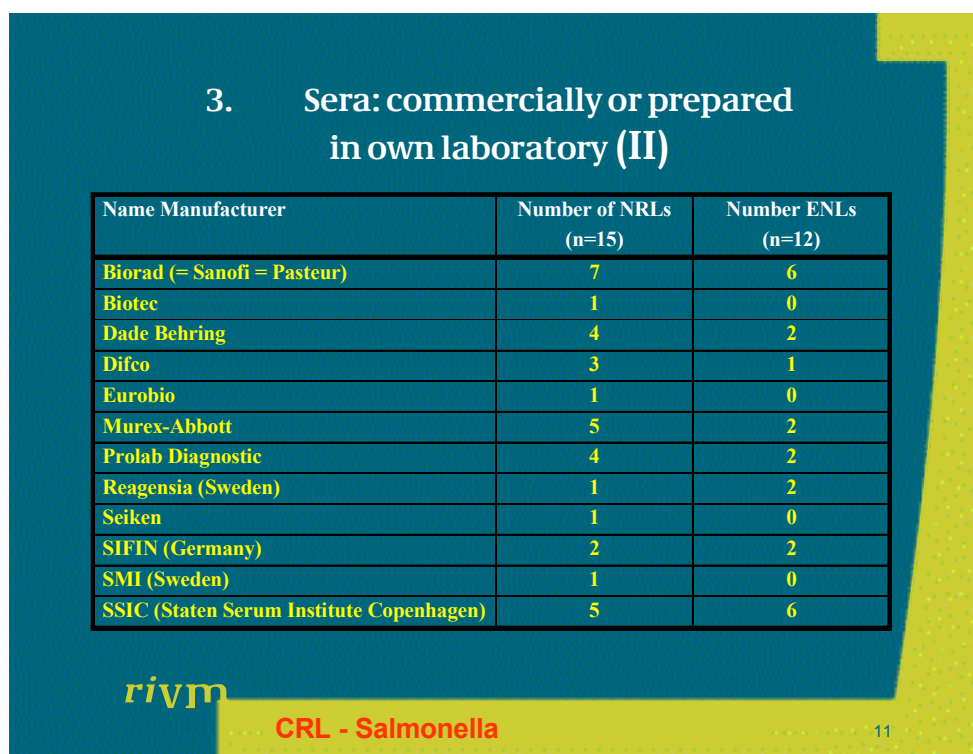 3. Sera: commercially or prepared
in own laboratory (II)
Name Manufacturer Number of NRLs Number ENLs
(n=15) (n=12)
Biorad (= Sanofi = Pasteur) 7 6
Biotec 1 0
Dade Behring 4 2
Difco 3 1
Eurobio 1 0
Murex-Abbott 5 2
Prolab Diagnostic 4 2
Reagensia (Sweden) 1 2
Seiken 1 0
SIFIN (Germany) 2 2
SMI (Sweden) 1 0
SSIC (Staten Serum Institute Copenhagen) 5 6
rivm
CRL - Salmonella 11